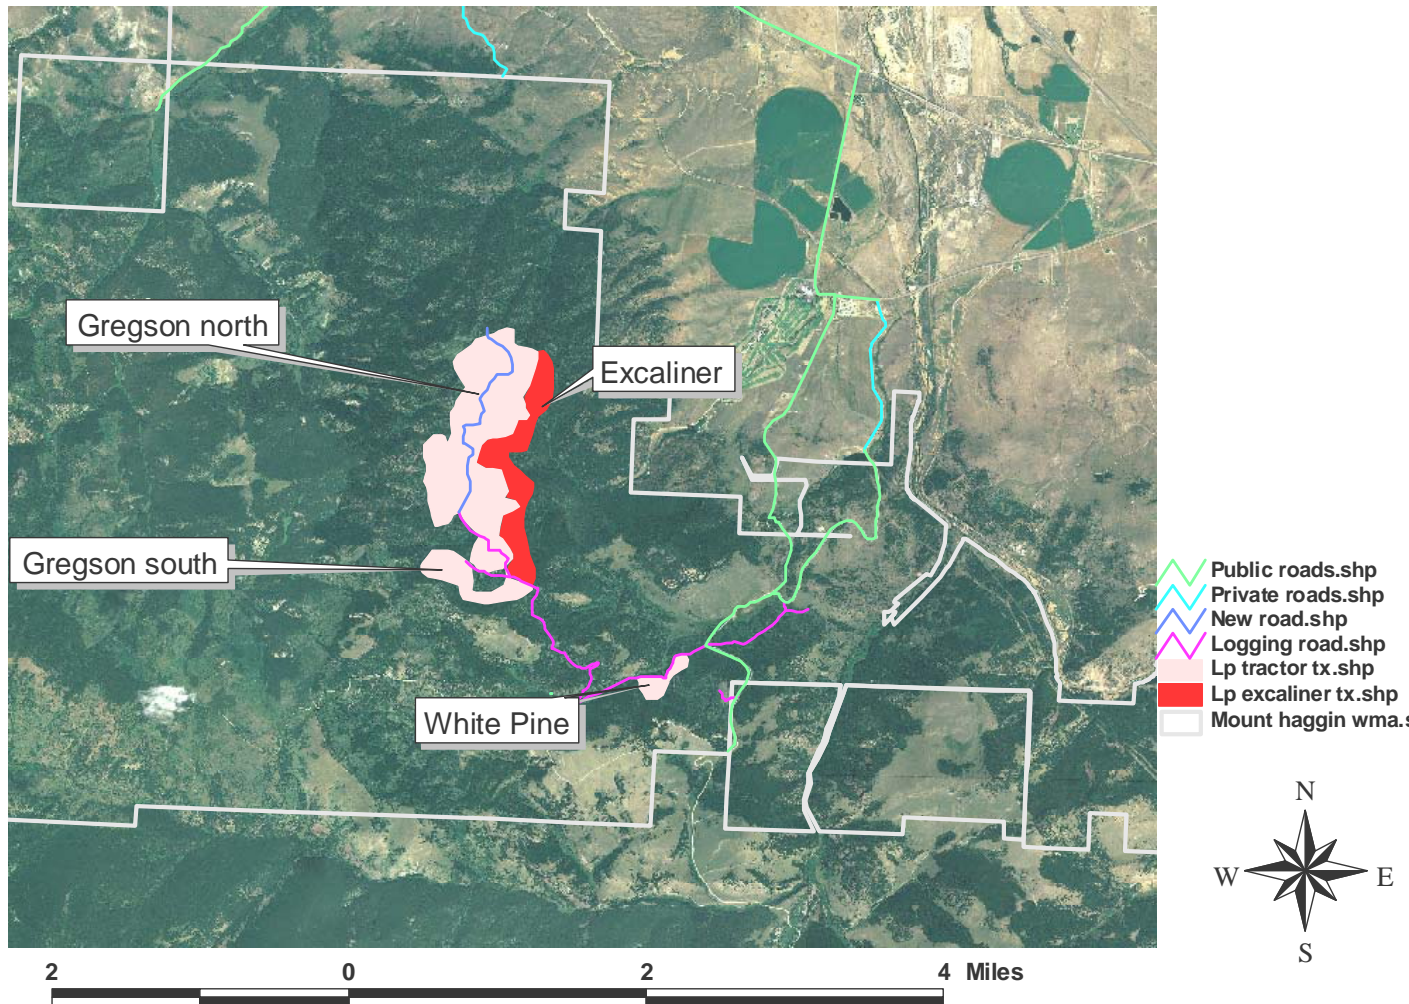 Gregson north
Excaliner
Gregson south
White Pine
Public roads.shp
Private roads.shp
New road.shp
Logging road.shp
Lp tractor tx.shp
Lp excaliner tx.shp
Mount haggin wma.s
N
W E
S
2 0 2 4 Miles